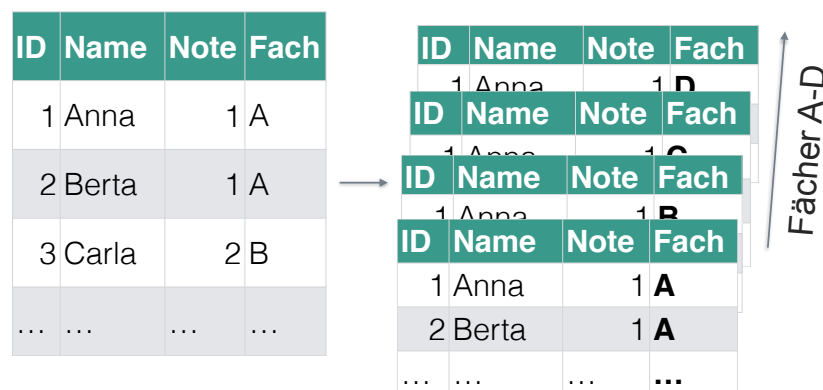 ID Name Note Fach
1 Anna 1 A
2 Berta 1 A
3 Carla 2 B
... ... ... ...
ID Name Note Fach
1 Anna 1 D
ID Name Note Fach
1 Anna 1 C
ID Name Note Fach
1 Anna 1 B
ID Name Note Fach
1 Anna 1 A
2 Berta 1 A
... ... ... ...
Fächer A-D